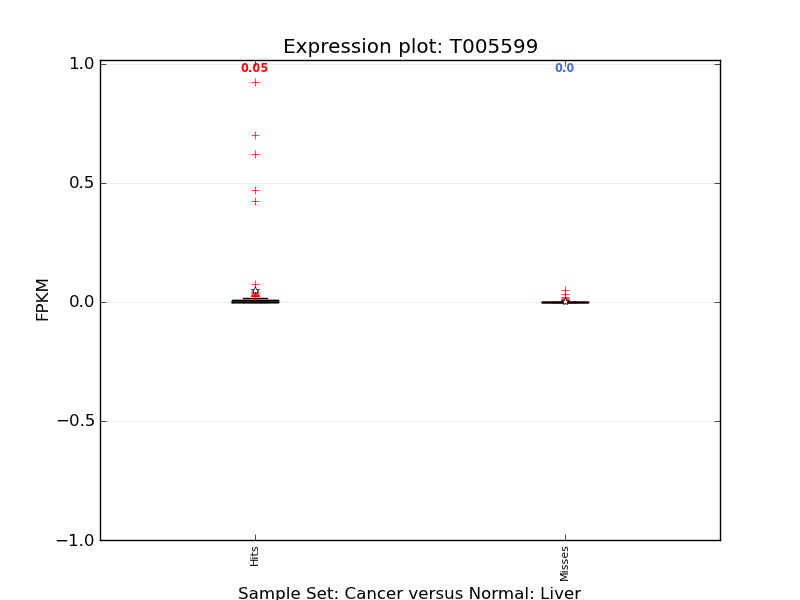 Expression plot: T005599
1.0
0.05
0.0
0.5
0.0
−0.5
−1.0
FPKM
Hits
Misses
Sample Set: Cancer versus Normal: Liver